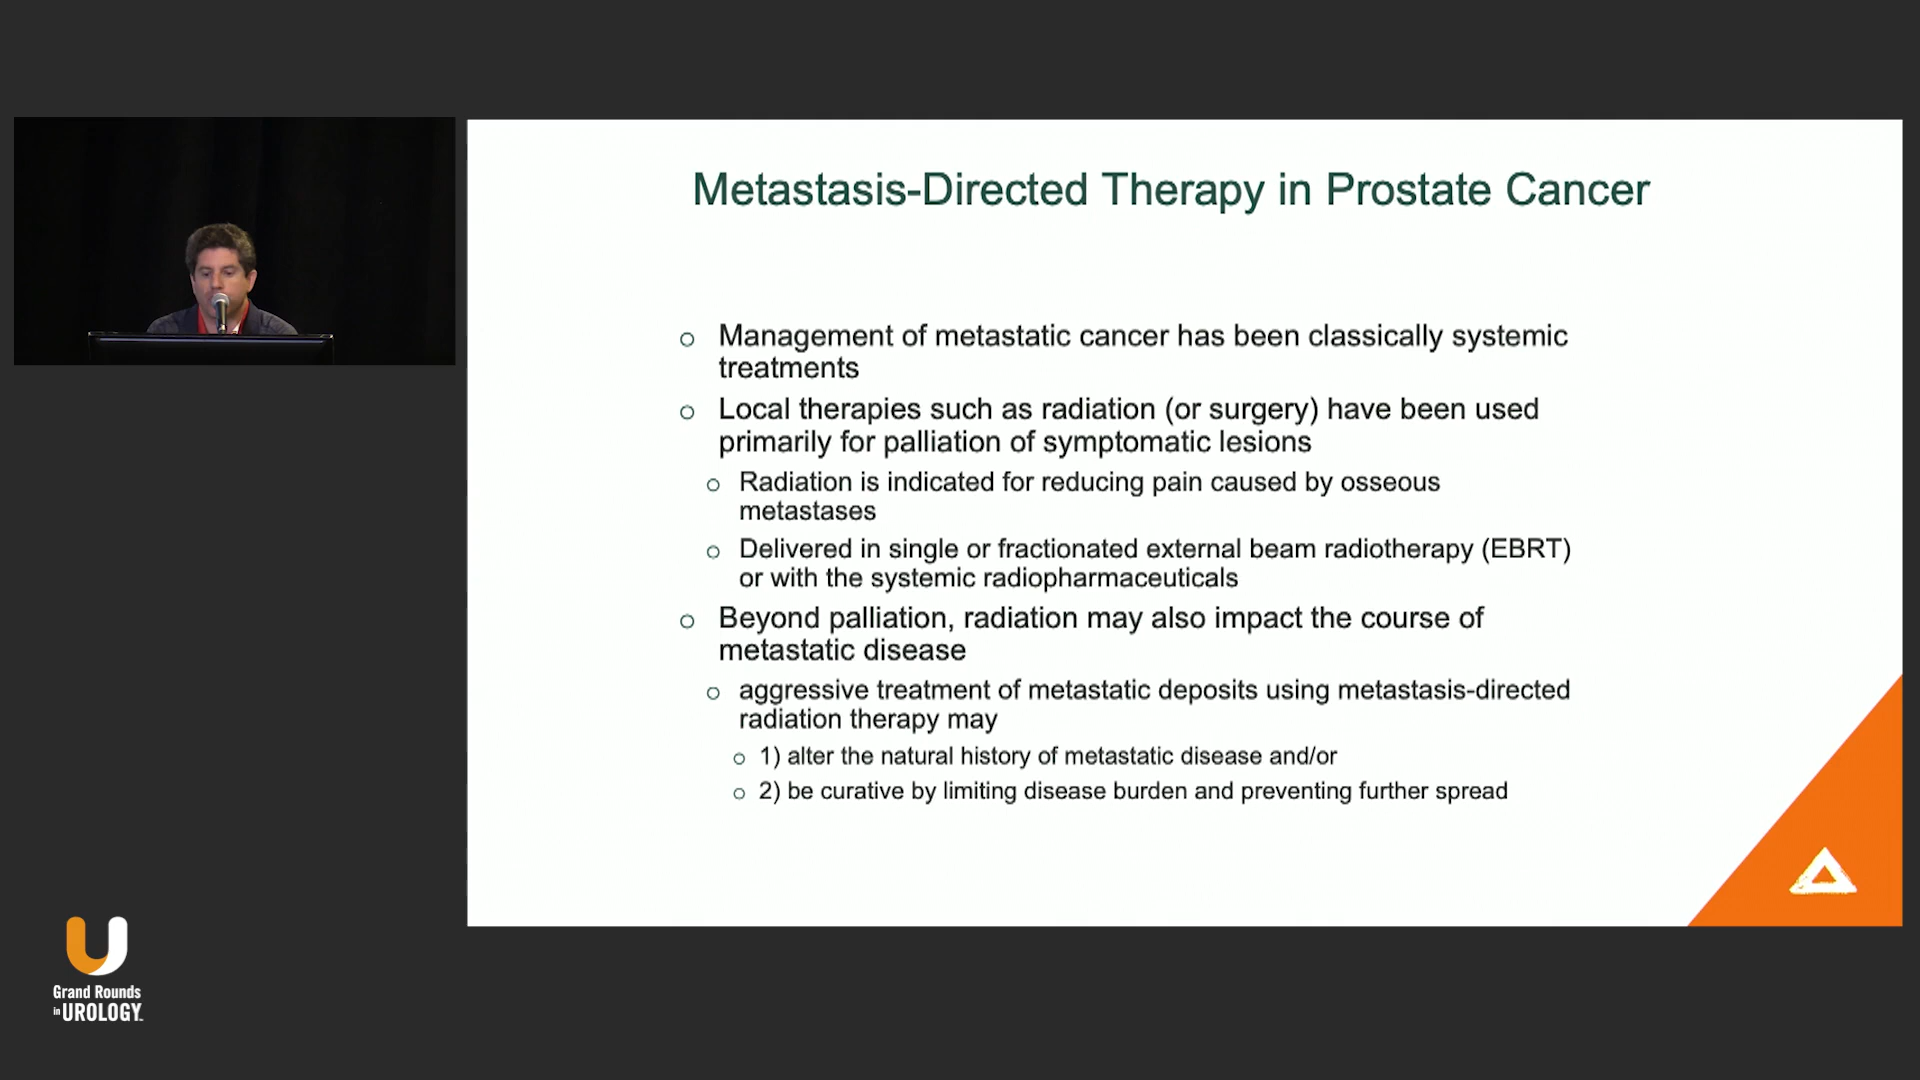 Metastasis-Directed Therapy in Prostate Cancer
Management of metastatic cancer has been classically systemic
treatments
Local therapies such as radiation (or surgery) have been used
primarily for palliation of symptomatic lesions
Radiation is indicated for reducing pain caused by osseous
metastases
Delivered in single or fractionated external beam radiotherapy (EBRT)
or with the systemic radiopharmaceuticals
Beyond palliation, radiation may also impact the course of
metastatic disease
aggressive treatment of metastatic deposits using metastasis-directed
radiation therapy may
1) alter the natural history of metastatic disease and/or
2) be curative by limiting disease burden and preventing further spread
Grand Rounds
in UROLOGY